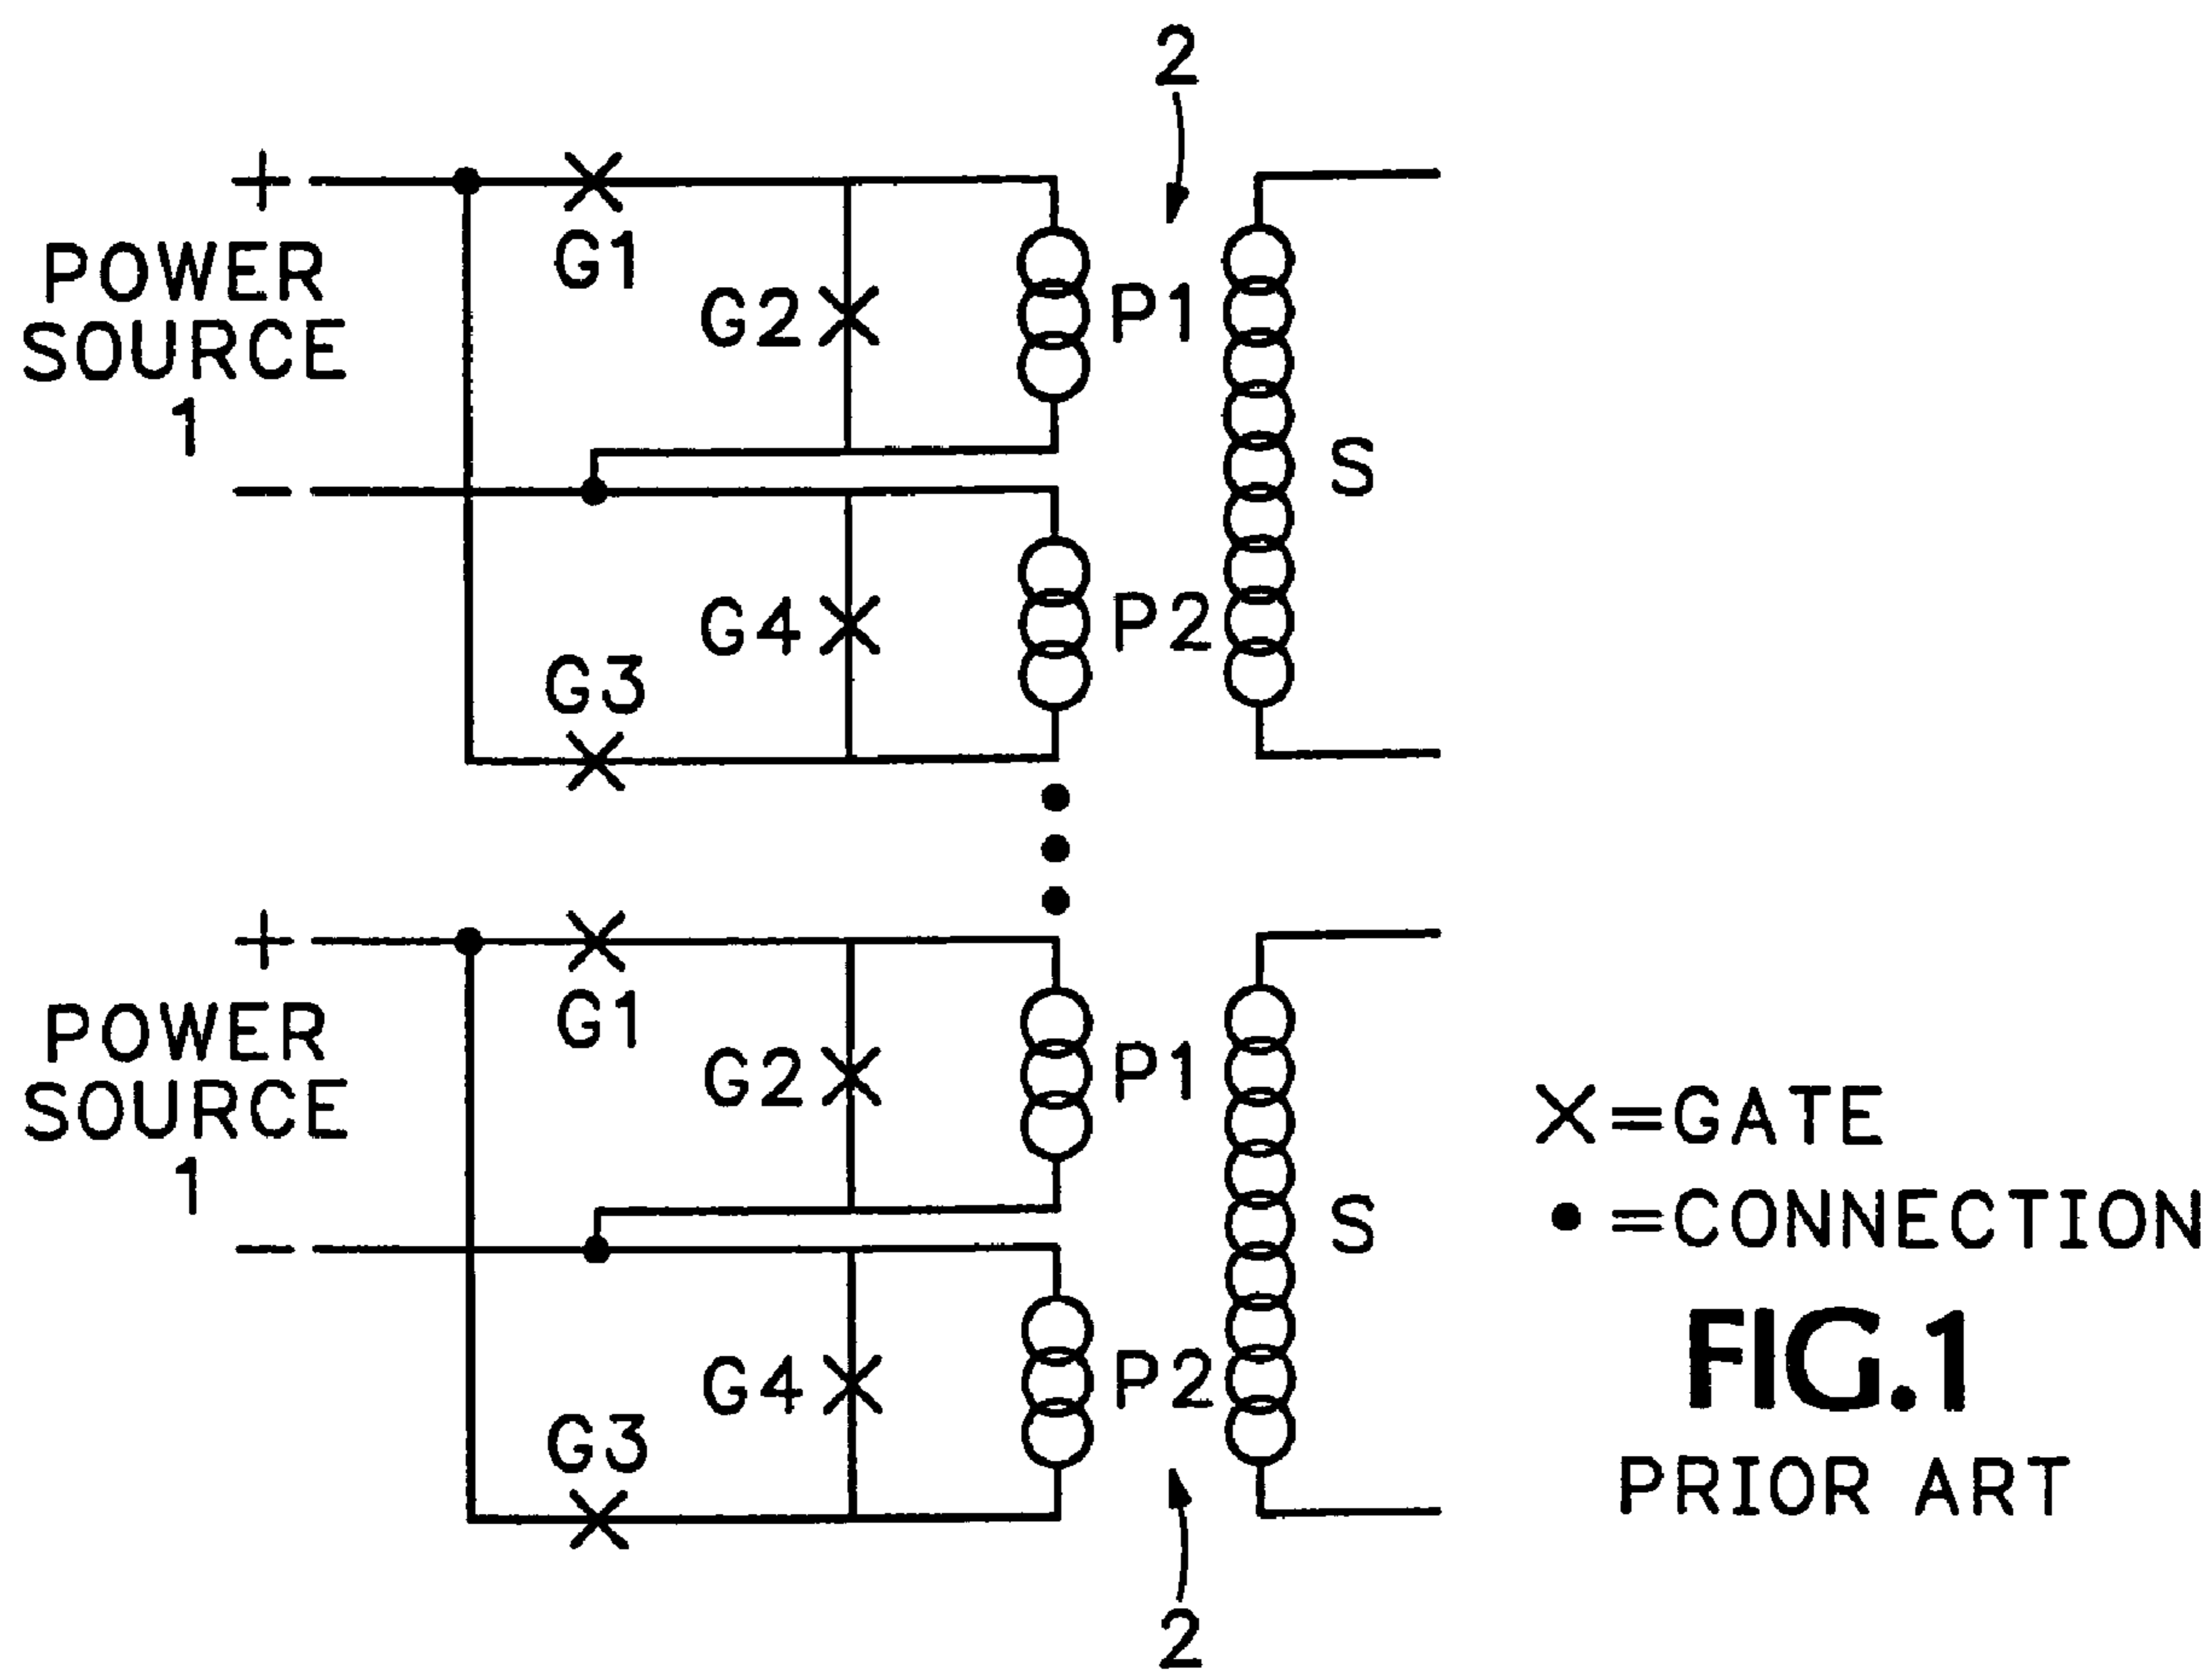 2
+
G1
POWER
SOURCE
1
G2
P1
S
−
G4
P2
G3
+
G1
POWER
SOURCE
1
G2
P1
X=GATE
S
● =CONNECTION
−
G4
P2
G3
FIG.1
PRIOR ART
2